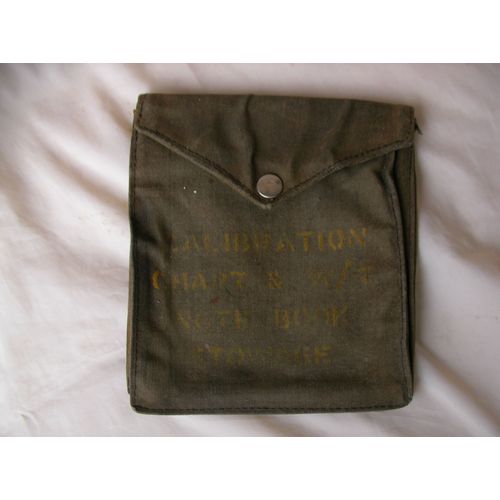 CALIBRATION
CHART & R/T
NOTE BOOK
STOWAGE